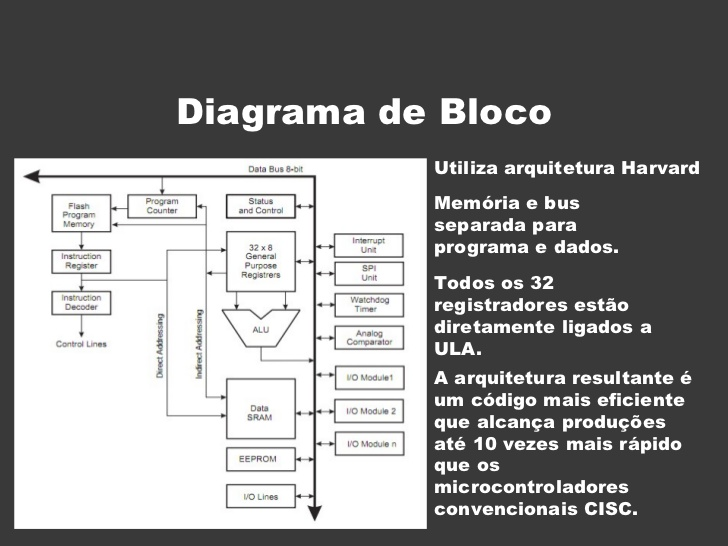 Diagrama de Bloco
Data Bus 8-bit
Flash
Program
Memory
Program
Counter
Status
and Control
Instruction
Register
32 x 8
General
Purpose
Registrers
Interrupt
Unit
SPI
Unit
Instruction
Decoder
Watchdog
Timer
Control Lines
Direct Addressing
Indirect Addressing
ALU
Analog
Comparator
I/O Module1
Data
SRAM
I/O Module 2
I/O Module n
EEPROM
I/O Lines
Utiliza arquitetura Harvard
Memória e bus
separada para
programa e dados.
Todos os 32
registradores estão
diretamente ligados a
ULA.
A arquitetura resultante é
um código mais eficiente
que alcança produções
até 10 vezes mais rápido
que os
microcontroladores
convencionais CISC.